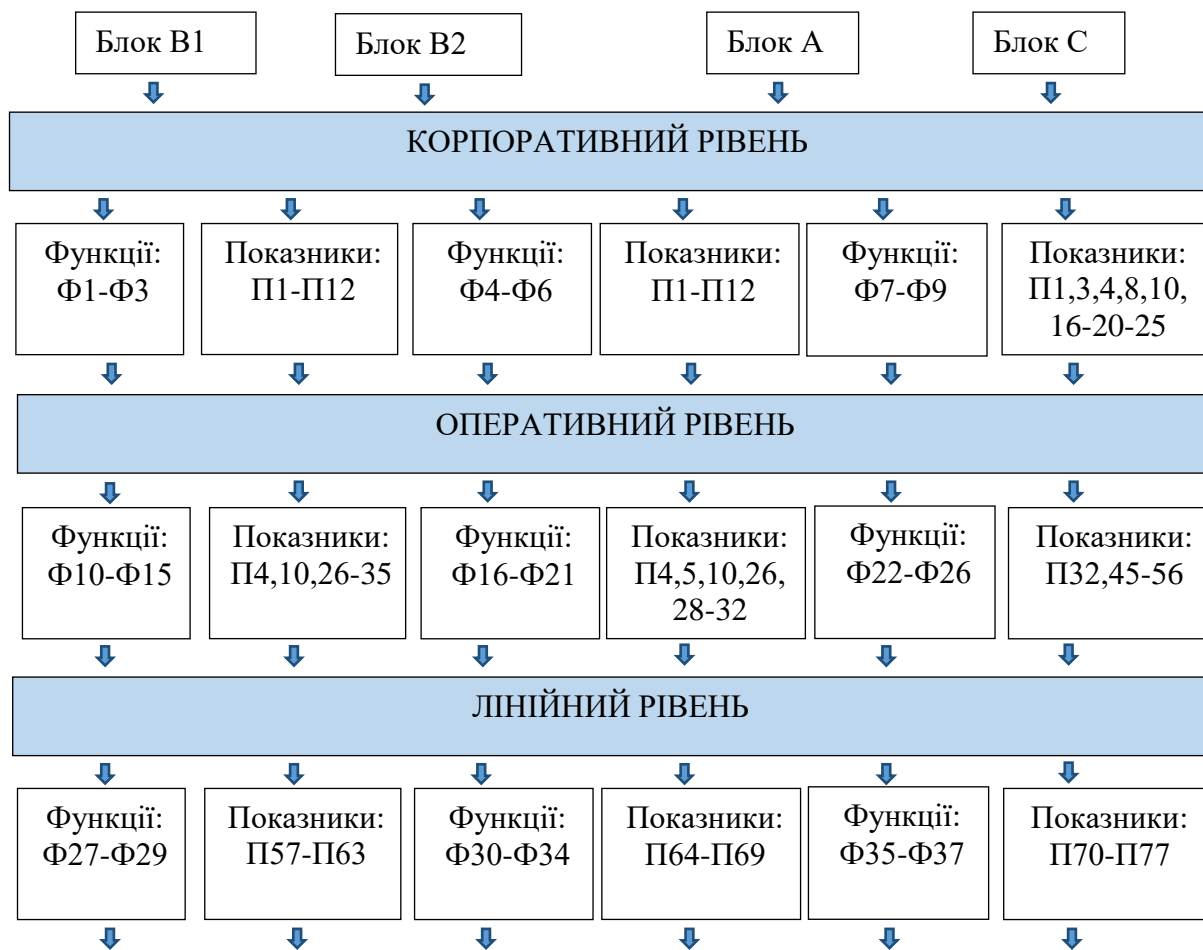 Блок В1
Блок В2
Блок А
Блок С
КОРПОРАТИВНИЙ РІВЕНЬ
Функції:
Ф1-Ф3
Показники:
П1-П12
Функції:
Ф4-Ф6
Показники:
П1-П12
Функції:
Ф7-Ф9
Показники:
П1,3,4,8,10,
16-20-25
ОПЕРАТИВНИЙ РІВЕНЬ
Функції:
Ф10-Ф15
Показники:
П4,10,26-35
Функції:
Ф16-Ф21
Показники:
П4,5,10,26,
28-32
Функції:
Ф22-Ф26
Показники:
П32,45-56
ЛІНІЙНИЙ РІВЕНЬ
Функції:
Ф27-Ф29
Показники:
П57-П63
Функції:
Ф30-Ф34
Показники:
П64-П69
Функції:
Ф35-Ф37
Показники:
П70-П77